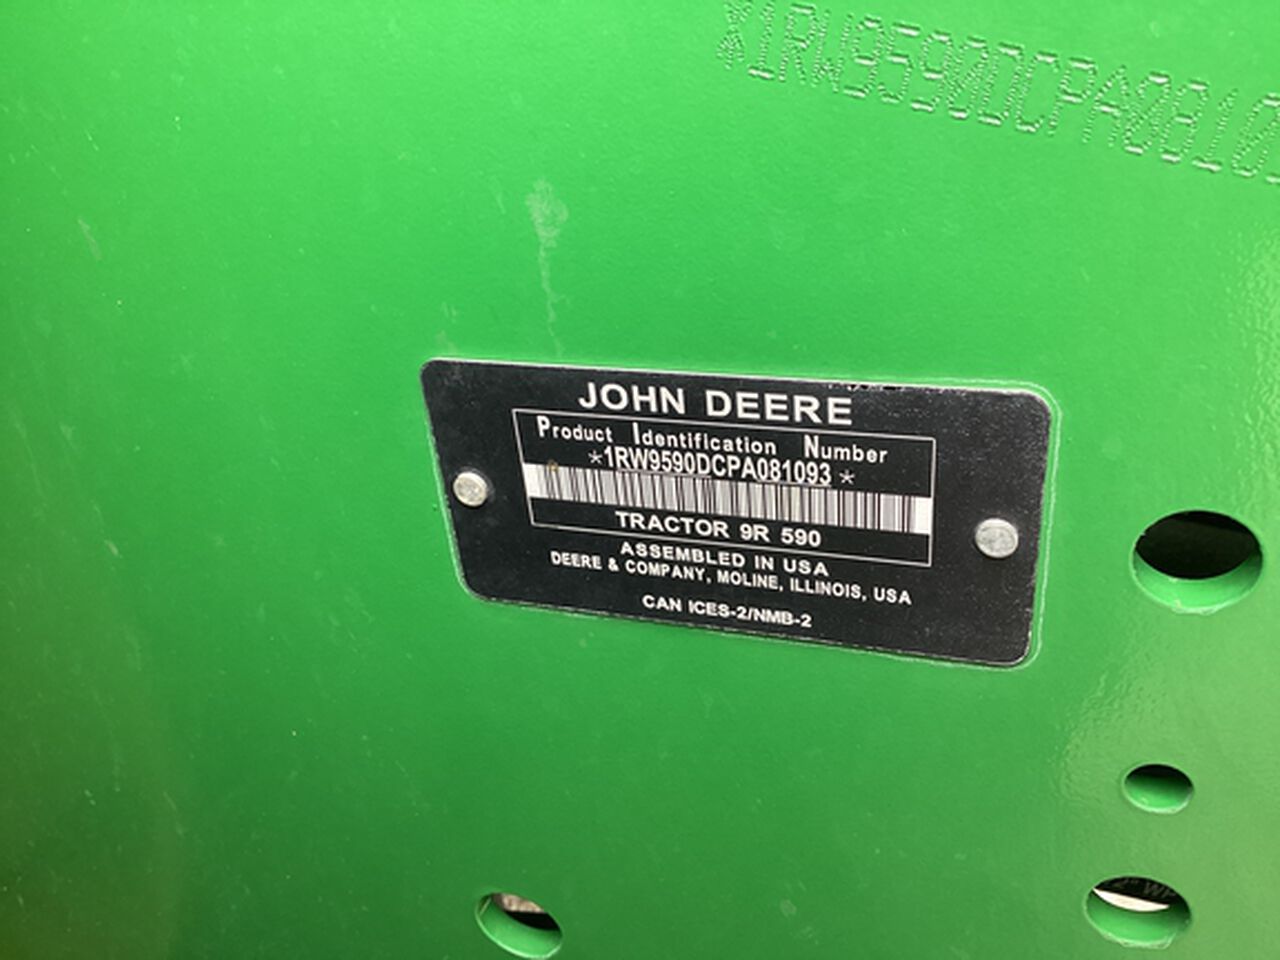 X1RW9590DCPA0810
JOHN DEERE
Product Identification Number
*1RW9590DCPA081093*
TRACTOR 9R 590
ASSEMBLED IN USA
DEERE & COMPANY, MOLINE, ILLINOIS, USA
CAN ICES-2/NMB-2